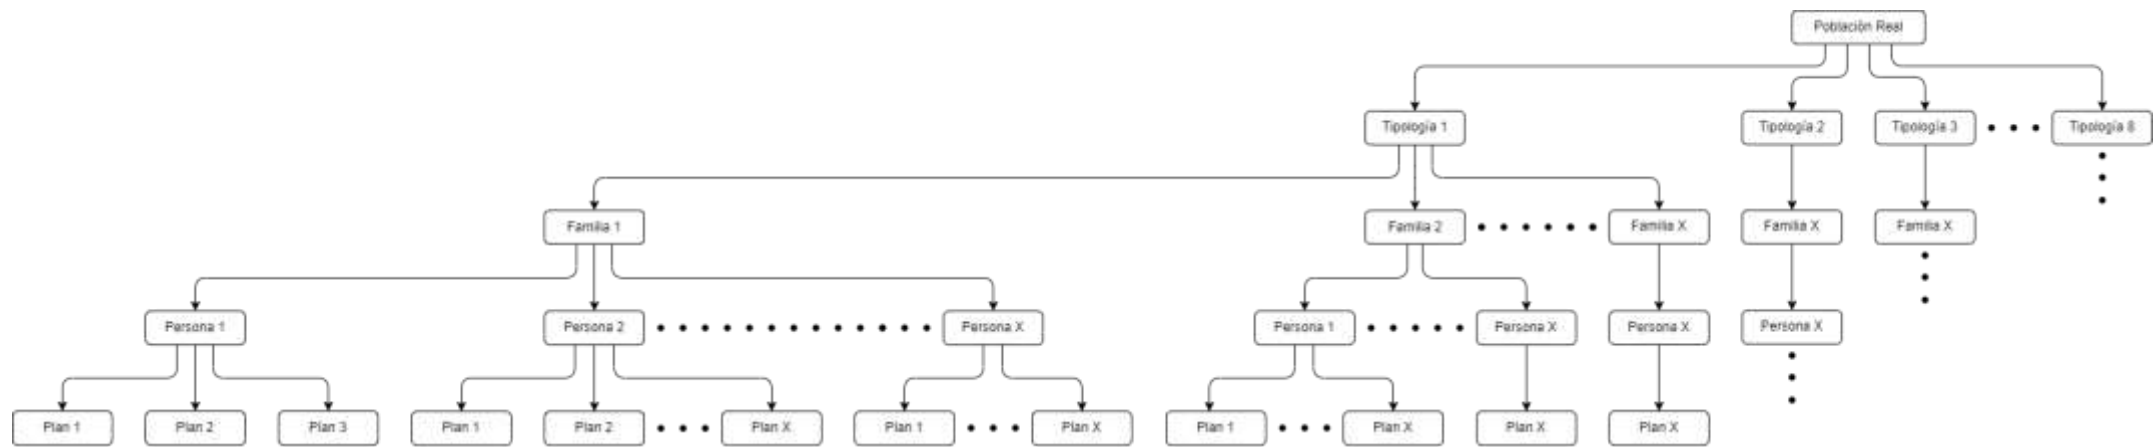 Población Real
Tipología 1
Tipología 2
Tipología 3
Tipología 8
Familia 1
Familia 2
Familia X
Familia X
Familia X
Persona 1
Persona 2
Persona X
Persona 1
Persona X
Persona X
Persona X
Plan 1
Plan 2
Plan 3
Plan 1
Plan 2
Plan X
Plan 1
Plan X
Plan 1
Plan X
Plan X
Plan X